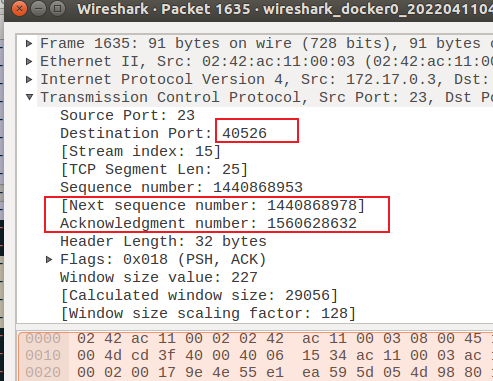 Wireshark · Packet 1635 · wireshark_docker0_2022041104
Frame 1635: 91 bytes on wire (728 bits), 91 bytes c
Ethernet II, Src: 02:42:ac:11:00:03 (02:42:ac:11:
Internet Protocol Version 4, Src: 172.17.0.3, Dst:
Transmission Control Protocol, Src Port: 23, Dst Po
Source Port: 23
Destination Port: 40526
[Stream index: 15]
[TCP Segment Len: 25]
Sequence number: 1440868953
[Next sequence number: 1440868978]
Acknowledgment number: 1560628632
Header Length: 32 bytes
Flags: 0x018 (PSH, ACK)
Window size value: 227
[Calculated window size: 29056]
[Window size scaling factor: 128]
0000 02 42 ac 11 00 02 02 42 ac 11 00 03 08 00 45
0010 00 4d cd 3f 40 00 40 06 15 34 ac 11 00 03 ac
0020 00 02 00 17 9e 4e 55 e1 ea 59 5d 05 4d 98 80